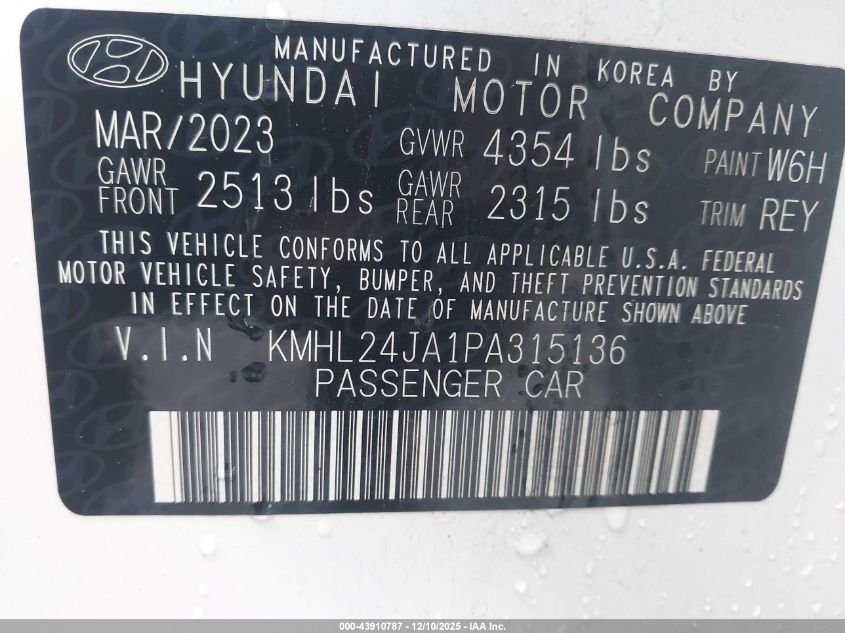 MANUFACTURED IN KOREA BY
HYUNDAI MOTOR COMPANY
MAR/2023 GVWR 4354 lbs PAINT W6H
GAWR FRONT 2513 lbs GAWR REAR 2315 lbs TRIM REY
THIS VEHICLE CONFORMS TO ALL APPLICABLE U.S.A. FEDERAL
MOTOR VEHICLE SAFETY, BUMPER, AND THEFT PREVENTION STANDARDS
IN EFFECT ON THE DATE OF MANUFACTURE SHOWN ABOVE
V.I.N KMHL24JA1PA315136
PASSENGER CAR
000-43910787 - 12/10/2025 - IAA Inc.